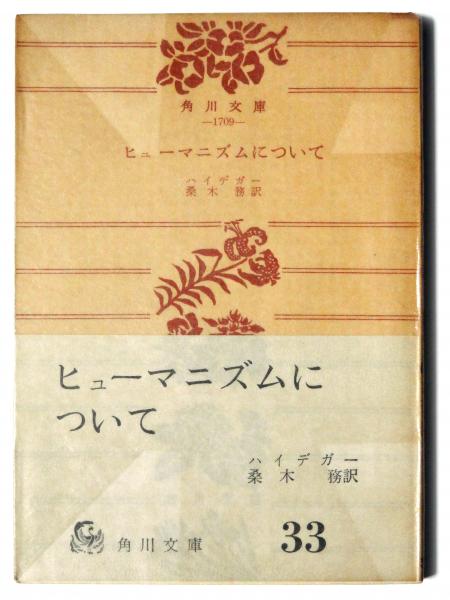 角川文庫
—1709—
ヒューマニズムについて
ハイデガー
桑木 務訳
ヒューマニズムに
ついて
ハイデガー
桑木 務訳
角川文庫
33